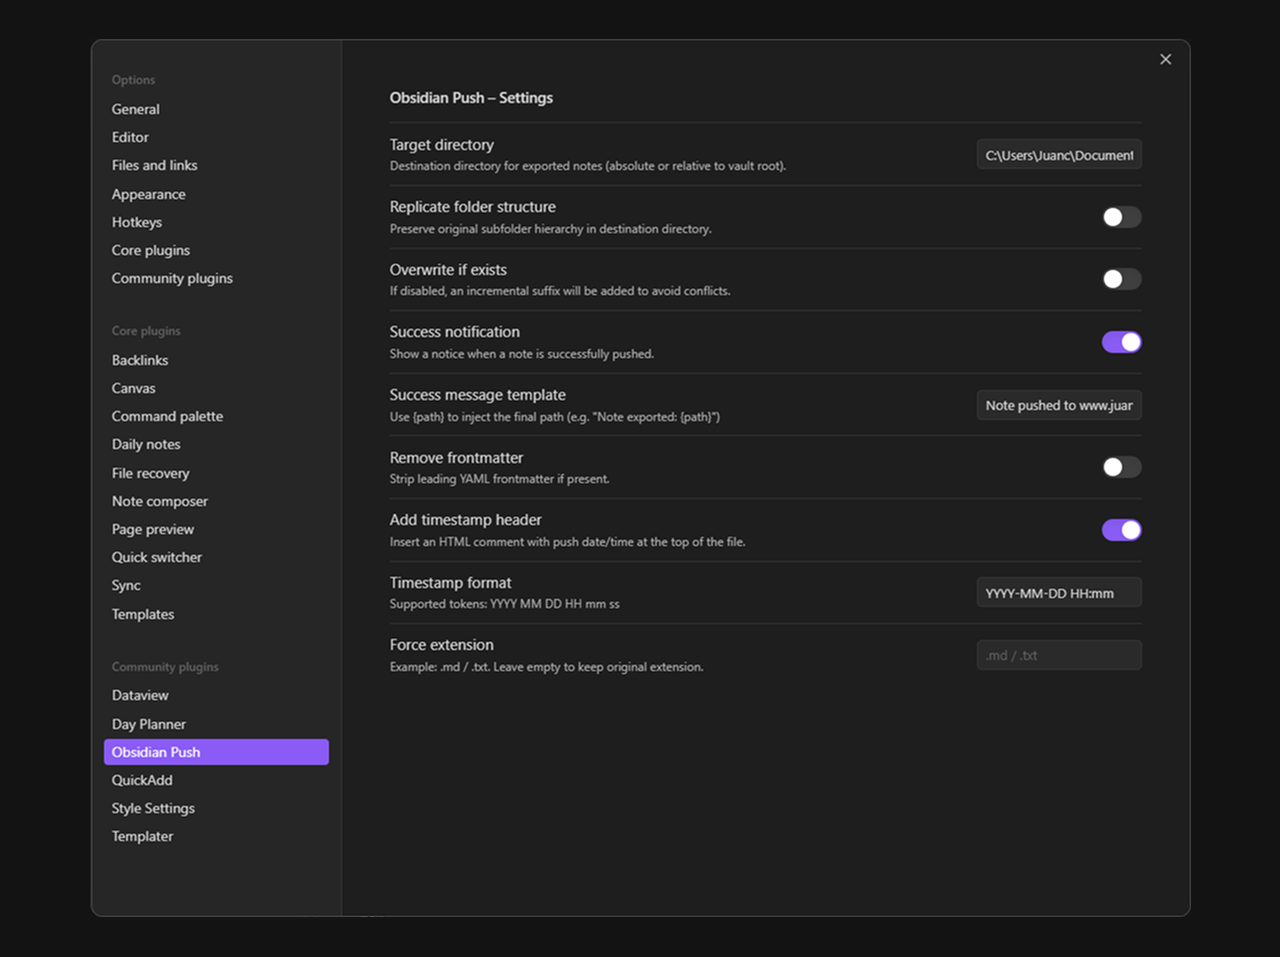 Options
General
Editor
Files and links
Appearance
Hotkeys
Core plugins
Community plugins
Core plugins
Backlinks
Canvas
Command palette
Daily notes
File recovery
Note composer
Page preview
Quick switcher
Sync
Templates
Community plugins
Dataview
Day Planner
Obsidian Push
QuickAdd
Style Settings
Templater
Obsidian Push – Settings
Target directory
Destination directory for exported notes (absolute or relative to vault root).
C:\Users\Juanc\Document
Replicate folder structure
Preserve original subfolder hierarchy in destination directory.
Overwrite if exists
If disabled, an incremental suffix will be added to avoid conflicts.
Success notification
Show a notice when a note is successfully pushed.
Success message template
Use {path} to inject the final path (e.g. "Note exported: {path}")
Note pushed to www.juar
Remove frontmatter
Strip leading YAML frontmatter if present.
Add timestamp header
Insert an HTML comment with push date/time at the top of the file.
Timestamp format
Supported tokens: YYYY MM DD HH mm ss
YYYY-MM-DD HH:mm
Force extension
Example: .md / .txt. Leave empty to keep original extension.
.md / .txt